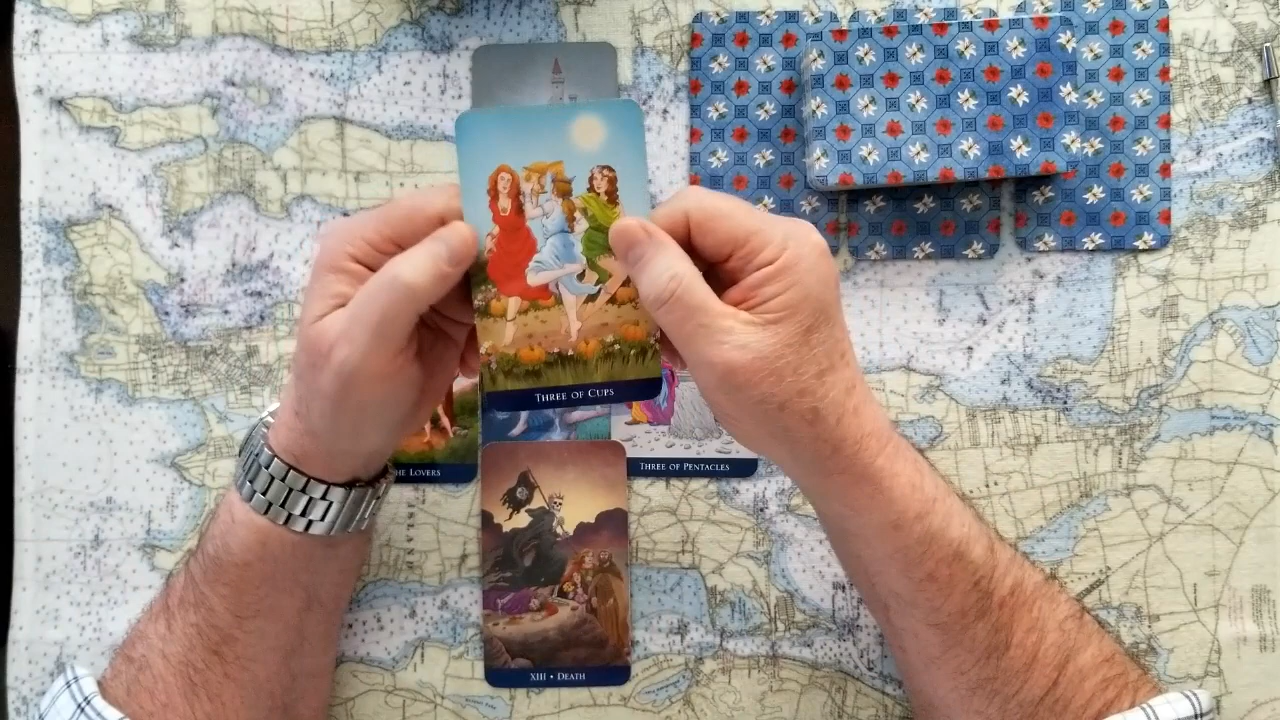 THREE OF CUPS
HE LOVERS
THREE OF PENTACLES
XIII • DEATH